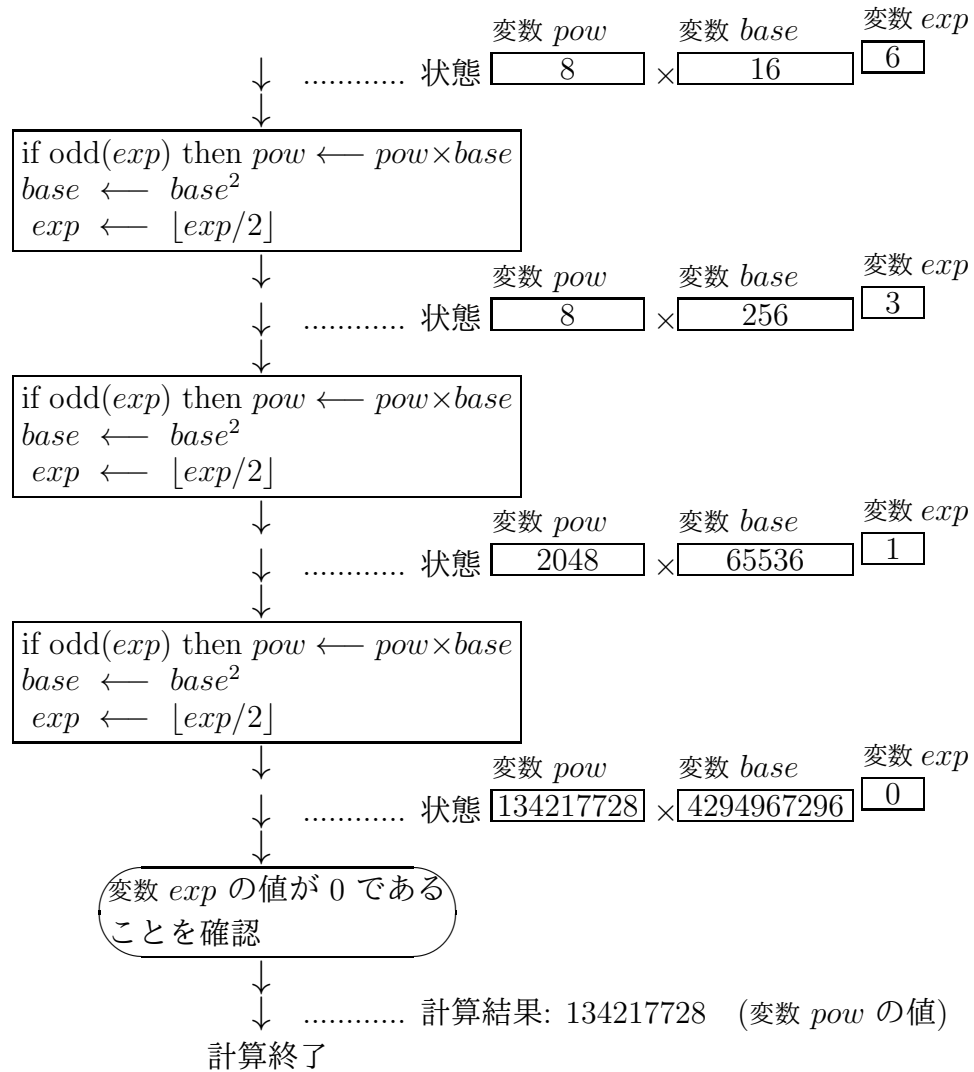 変数 pow 変数 base 変数 exp
↓ ............ 状態 8 × 16 6
↓
if odd(exp) then pow ⟵ pow×base
base ⟵ base²
exp ⟵ ⌊exp/2⌋
↓ 変数 pow 変数 base 変数 exp
↓ ............ 状態 8 × 256 3
↓
if odd(exp) then pow ⟵ pow×base
base ⟵ base²
exp ⟵ ⌊exp/2⌋
↓ 変数 pow 変数 base 変数 exp
↓ ............ 状態 2048 × 65536 1
↓
if odd(exp) then pow ⟵ pow×base
base ⟵ base²
exp ⟵ ⌊exp/2⌋
↓ 変数 pow 変数 base 変数 exp
↓ ............ 状態 134217728 × 4294967296 0
↓
変数 exp の値が 0 である
ことを確認
↓
↓ ............ 計算結果: 134217728 (変数 pow の値)
計算終了